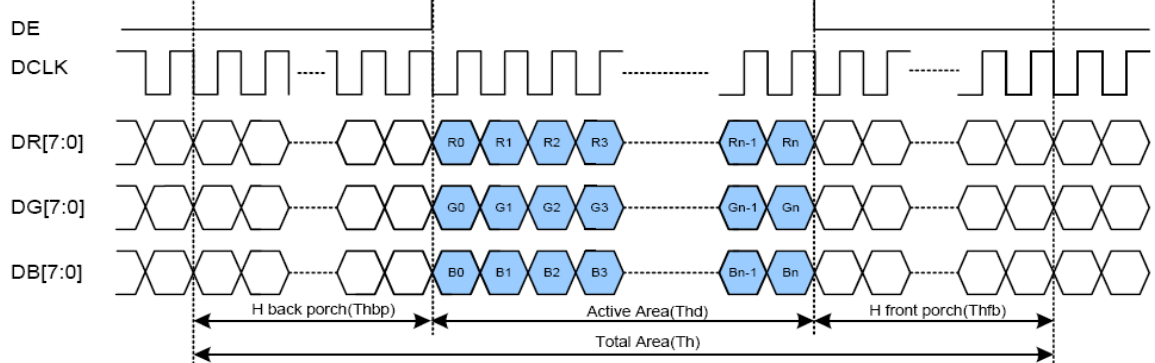 DE
DCLK
DR[7:0] R0 R1 R2 R3 Rn-1 Rn
DG[7:0] G0 G1 G2 G3 Gn-1 Gn
DB[7:0] B0 B1 B2 B3 Bn-1 Bn
H back porch(Thbp) Active Area(Thd) H front porch(Thfb)
Total Area(Th)